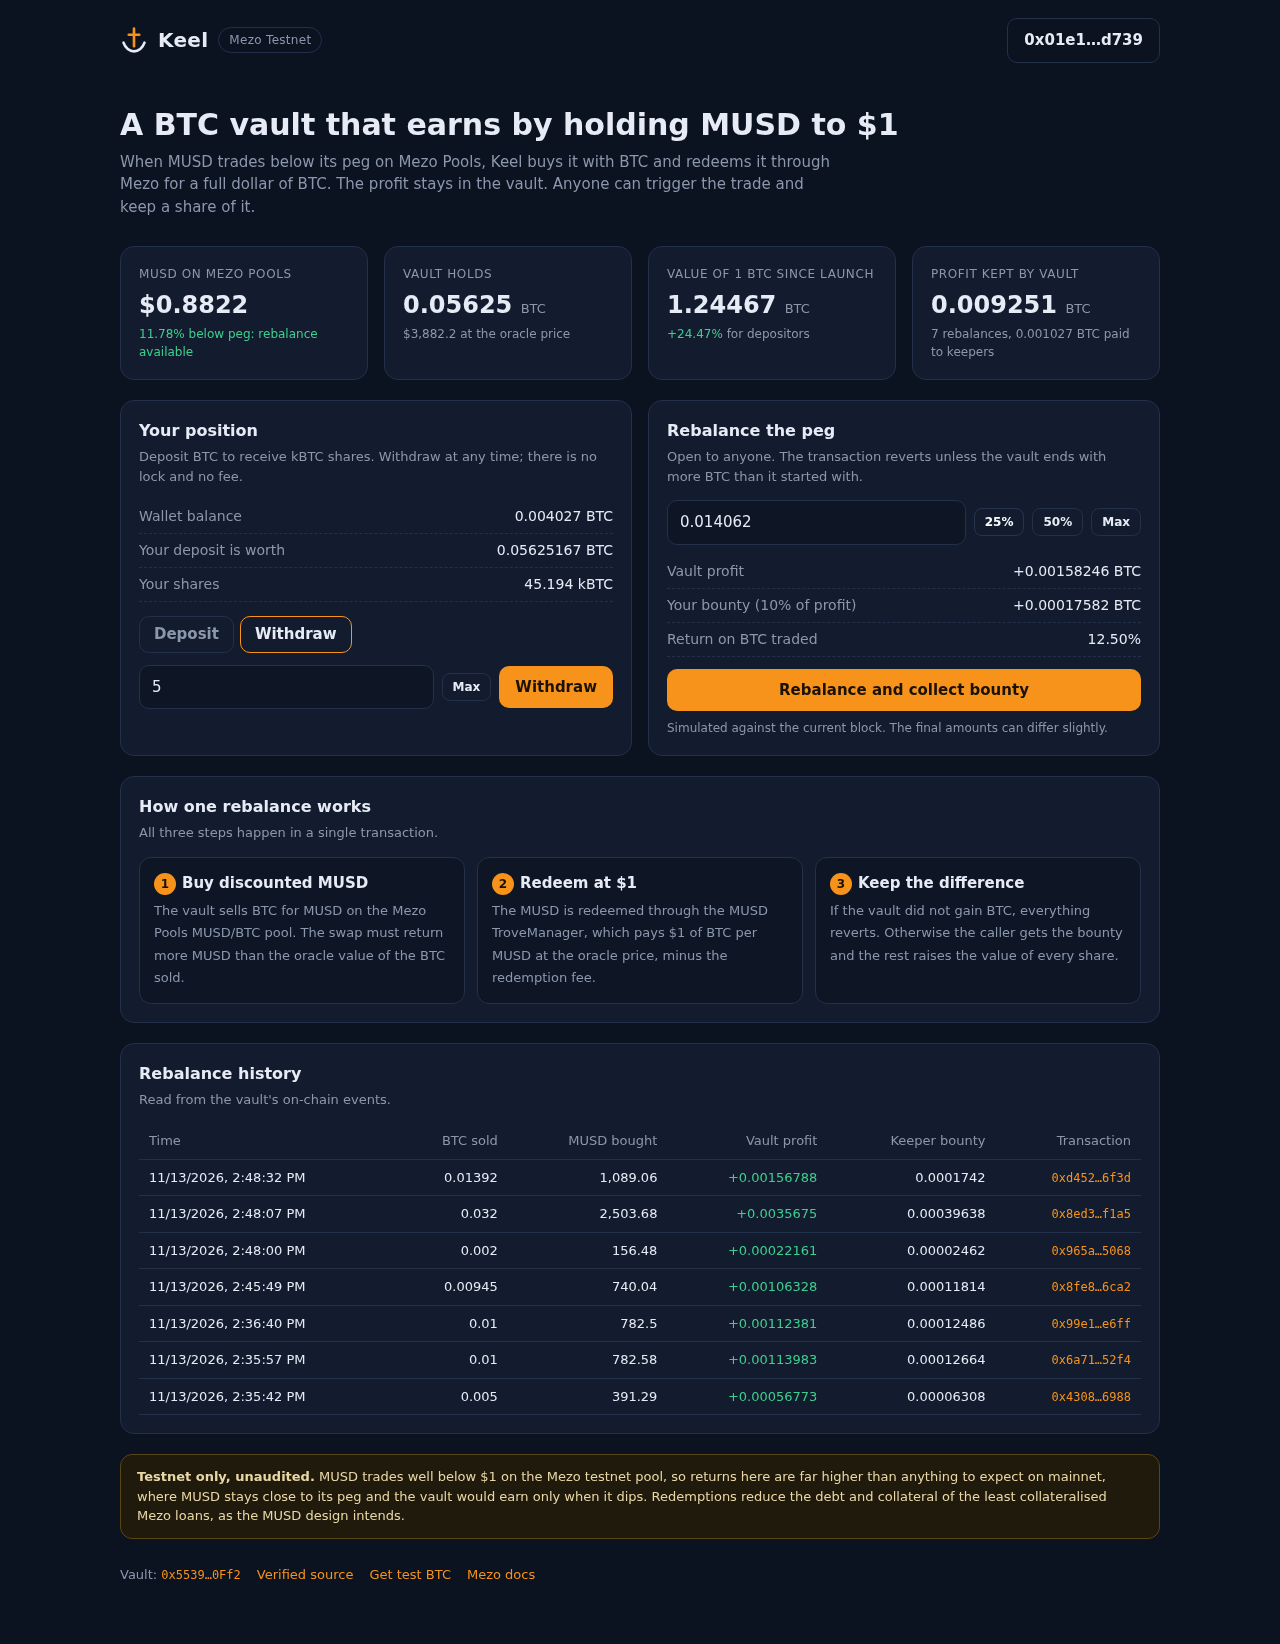 Keel
Mezo Testnet
0x01e1…d739
A BTC vault that earns by holding MUSD to $1
When MUSD trades below its peg on Mezo Pools, Keel buys it with BTC and redeems it through
Mezo for a full dollar of BTC. The profit stays in the vault. Anyone can trigger the trade and
keep a share of it.
MUSD ON MEZO POOLS
$0.8822
11.78% below peg: rebalance
available
VAULT HOLDS
0.05625 BTC
$3,882.2 at the oracle price
VALUE OF 1 BTC SINCE LAUNCH
1.24467 BTC
+24.47% for depositors
PROFIT KEPT BY VAULT
0.009251 BTC
7 rebalances, 0.001027 BTC paid
to keepers
Your position
Deposit BTC to receive kBTC shares. Withdraw at any time; there is no
lock and no fee.
Wallet balance 0.004027 BTC
Your deposit is worth 0.05625167 BTC
Your shares 45.194 kBTC
Deposit Withdraw
5 Max Withdraw
Rebalance the peg
Open to anyone. The transaction reverts unless the vault ends with
more BTC than it started with.
0.014062 25% 50% Max
Vault profit +0.00158246 BTC
Your bounty (10% of profit) +0.00017582 BTC
Return on BTC traded 12.50%
Rebalance and collect bounty
Simulated against the current block. The final amounts can differ slightly.
How one rebalance works
All three steps happen in a single transaction.
1 Buy discounted MUSD
The vault sells BTC for MUSD on the Mezo
Pools MUSD/BTC pool. The swap must return
more MUSD than the oracle value of the BTC
sold.
2 Redeem at $1
The MUSD is redeemed through the MUSD
TroveManager, which pays $1 of BTC per
MUSD at the oracle price, minus the
redemption fee.
3 Keep the difference
If the vault did not gain BTC, everything
reverts. Otherwise the caller gets the bounty
and the rest raises the value of every share.
Rebalance history
Read from the vault's on-chain events.
Time BTC sold MUSD bought Vault profit Keeper bounty Transaction
11/13/2026, 2:48:32 PM 0.01392 1,089.06 +0.00156788 0.0001742 0xd452…6f3d
11/13/2026, 2:48:07 PM 0.032 2,503.68 +0.0035675 0.00039638 0x8ed3…f1a5
11/13/2026, 2:48:00 PM 0.002 156.48 +0.00022161 0.00002462 0x965a…5068
11/13/2026, 2:45:49 PM 0.00945 740.04 +0.00106328 0.00011814 0x8fe8…6ca2
11/13/2026, 2:36:40 PM 0.01 782.5 +0.00112381 0.00012486 0x99e1…e6ff
11/13/2026, 2:35:57 PM 0.01 782.58 +0.00113983 0.00012664 0x6a71…52f4
11/13/2026, 2:35:42 PM 0.005 391.29 +0.00056773 0.00006308 0x4308…6988
Testnet only, unaudited. MUSD trades well below $1 on the Mezo testnet pool, so returns here are far higher than anything to expect on mainnet,
where MUSD stays close to its peg and the vault would earn only when it dips. Redemptions reduce the debt and collateral of the least collateralised
Mezo loans, as the MUSD design intends.
Vault: 0x5539…0Ff2 Verified source Get test BTC Mezo docs